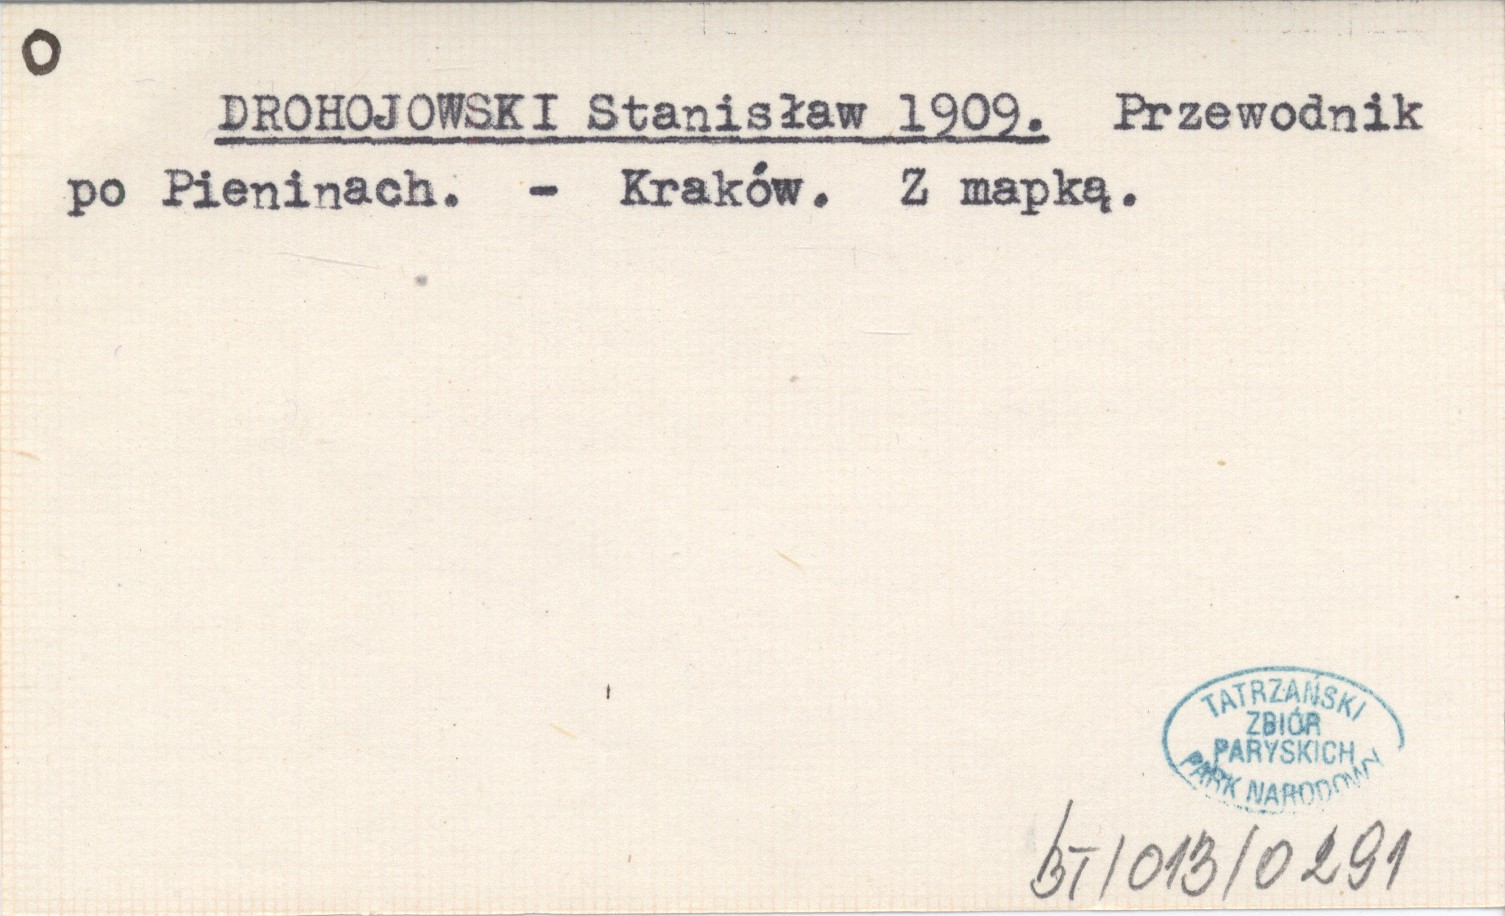 O
DROHOJOWSKI Stanisław 1909. Przewodnik
po Pieninach. - Kraków. Z mapką.
TATRZAŃSKI
ZBIÓR
PARYSKICH
PARK NARODOWY
BT/013/0291